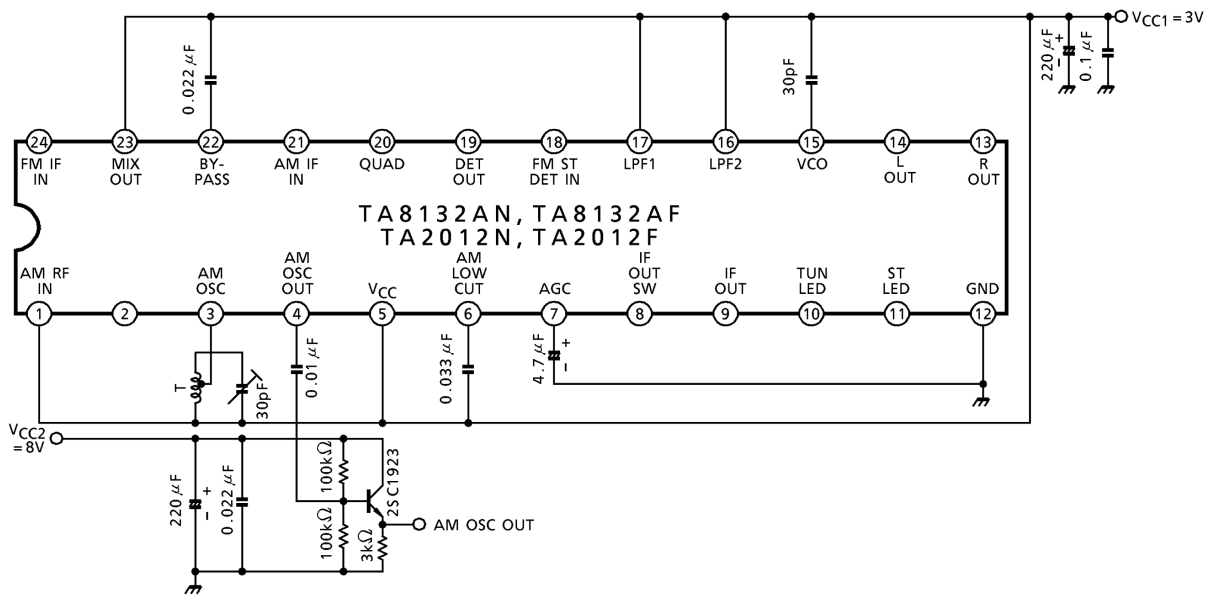 VCC1 = 3V
220 µF
+
−
0.1 µF
0.022 µF
30pF
24 23 22 21 20 19 18 17 16 15 14 13
FM IF IN
MIX OUT
BY-PASS
AM IF IN
QUAD
DET OUT
FM ST DET IN
LPF1
LPF2
VCO
L OUT
R OUT
TA8132AN, TA8132AF
TA2012N, TA2012F
AM RF IN
AM OSC
AM OSC OUT
VCC
AM LOW CUT
AGC
IF OUT SW
IF OUT
TUN LED
ST LED
GND
1 2 3 4 5 6 7 8 9 10 11 12
T
30pF
0.01 µF
0.033 µF
4.7 µF
+
−
VCC2 = 8V
220 µF
+
−
0.022 µF
100kΩ
100kΩ
2SC1923
3kΩ
AM OSC OUT